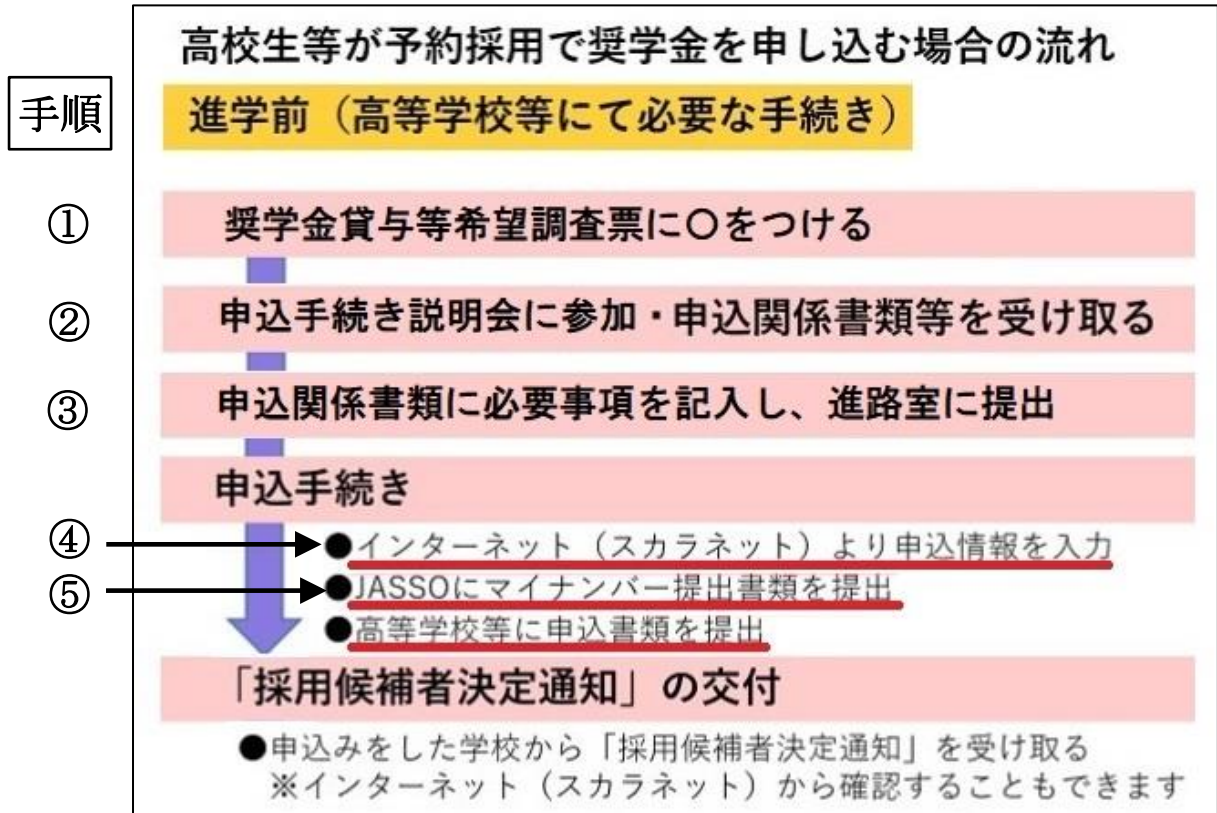 高校生等が予約採用で奨学金を申し込む場合の流れ
手順
進学前（高等学校等にて必要な手続き）
① 奨学金貸与等希望調査票に〇をつける
② 申込手続き説明会に参加・申込関係書類等を受け取る
③ 申込関係書類に必要事項を記入し、進路室に提出
申込手続き
④ ●インターネット（スカラネット）より申込情報を入力
⑤ ●JASSOにマイナンバー提出書類を提出
●高等学校等に申込書類を提出
「採用候補者決定通知」の交付
●申込みをした学校から「採用候補者決定通知」を受け取る
※インターネット（スカラネット）から確認することもできます